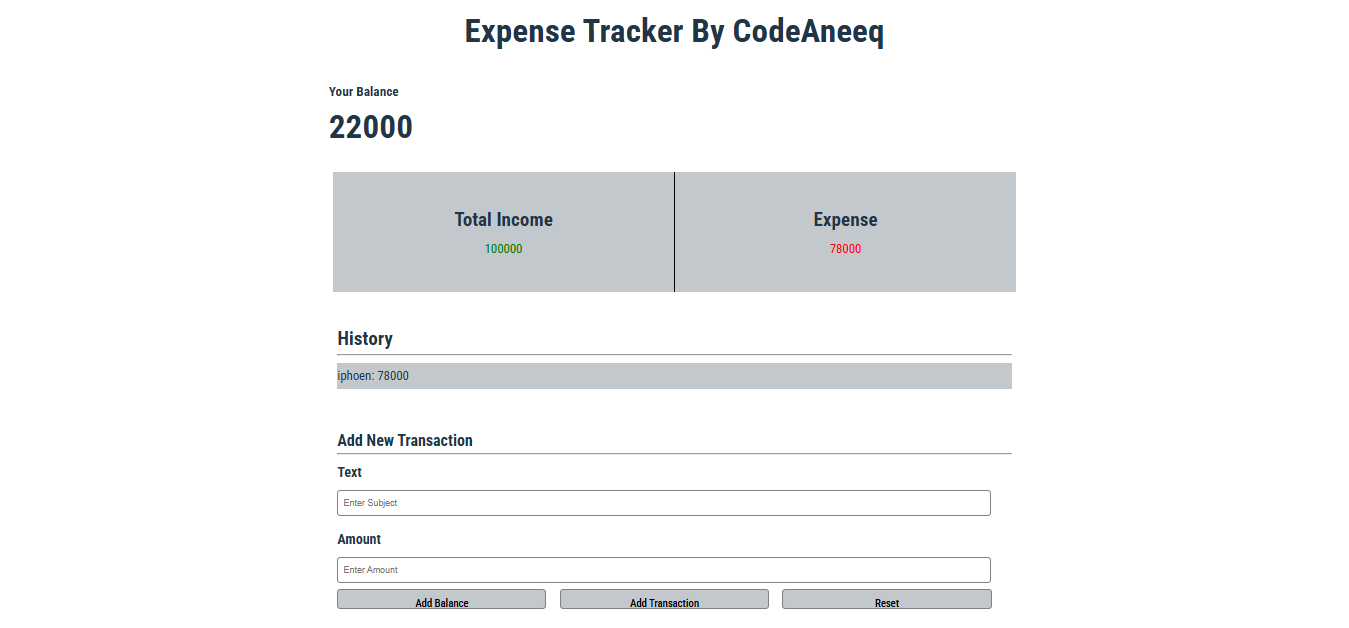 Expense Tracker By CodeAneeq
Your Balance
22000
Total Income
Expense
100000
78000
History
iphoen: 78000
Add New Transaction
Text
Enter Subject
Amount
Enter Amount
Add Balance
Add Transaction
Reset